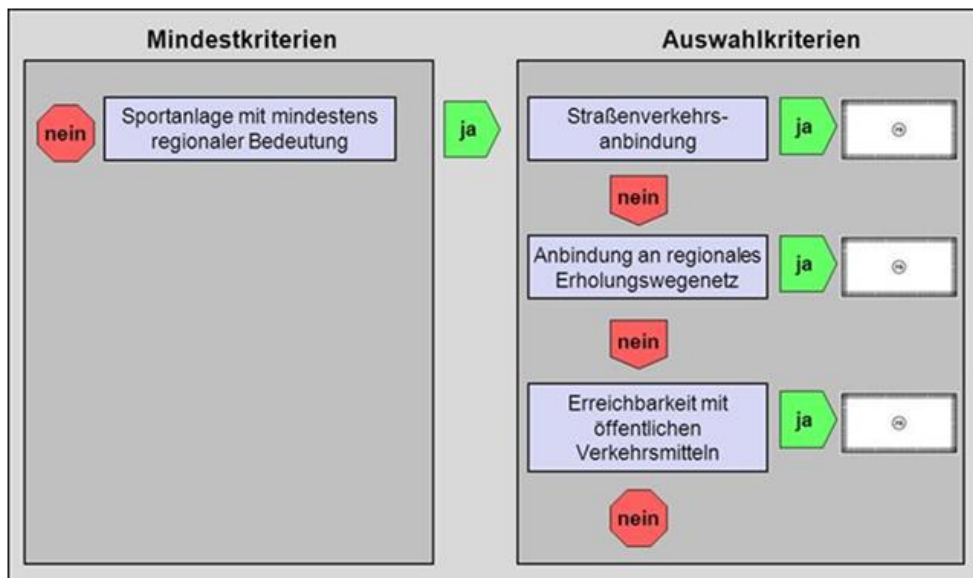 Mindestkriterien
Auswahlkriterien
nein
Sportanlage mit mindestens
regionaler Bedeutung
ja
Straßenverkehrs-
anbindung
ja
nein
Anbindung an regionales
Erholungswegenetz
ja
nein
Erreichbarkeit mit
öffentlichen
Verkehrsmitteln
ja
nein